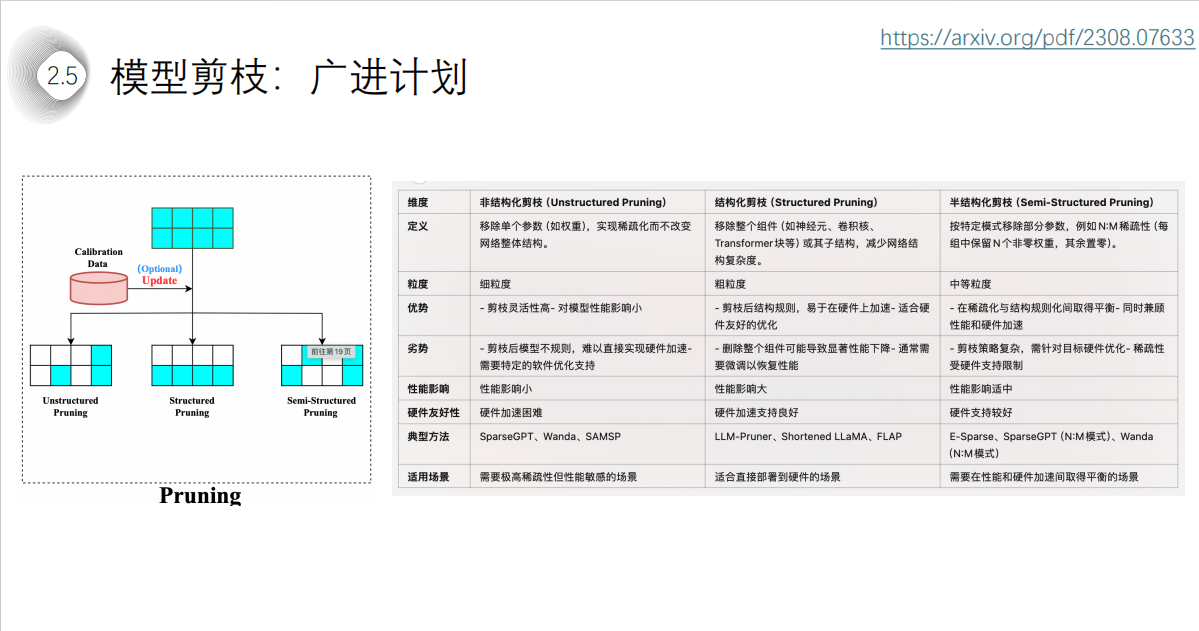 https://arxiv.org/pdf/2308.07633
2.5
模型剪枝：广进计划
Calibration
Data
(Optional)
Update
前往第 19 页
Unstructured
Pruning
Structured
Pruning
Semi-Structured
Pruning
Pruning
维度
非结构化剪枝（Unstructured Pruning）
结构化剪枝（Structured Pruning）
半结构化剪枝（Semi-Structured Pruning）
定义
移除单个参数（如权重），实现稀疏化而不改变
网络整体结构。
移除整个组件（如神经元、卷积核、
Transformer块等）或其子结构，减少网络结
构复杂度。
按特定模式移除部分参数，例如N:M稀疏性（每
组中保留N个非零权重，其余置零）。
粒度
细粒度
粗粒度
中等粒度
优势
- 剪枝灵活性高- 对模型性能影响小
- 剪枝后结构规则，易于在硬件上加速- 适合硬
件友好的优化
- 在稀疏化与结构规则化间取得平衡- 同时兼顾
性能和硬件加速
劣势
- 剪枝后模型不规则，难以直接实现硬件加速-
需要特定的软件优化支持
- 删除整个组件可能导致显著性能下降- 通常需
要微调以恢复性能
- 剪枝策略复杂，需针对目标硬件优化- 稀疏性
受硬件支持限制
性能影响
性能影响小
性能影响大
性能影响适中
硬件友好性
硬件加速困难
硬件加速支持良好
硬件支持较好
典型方法
SparseGPT、Wanda、SAMSP
LLM-Pruner、Shortened LLaMA、FLAP
E-Sparse、SparseGPT（N:M模式）、Wanda
（N:M模式）
适用场景
需要极高稀疏性但性能敏感的场景
适合直接部署到硬件的场景
需要在性能和硬件加速间取得平衡的场景